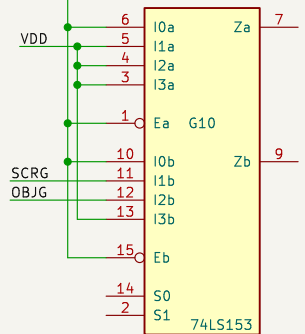 6 I0a Za 7
VDD 5 I1a
4 I2a
3 I3a
1 Ea G10
10 I0b Zb 9
SCRG 11 I1b
OBJG 12 I2b
13 I3b
15 Eb
14 S0
2 S1
74LS153